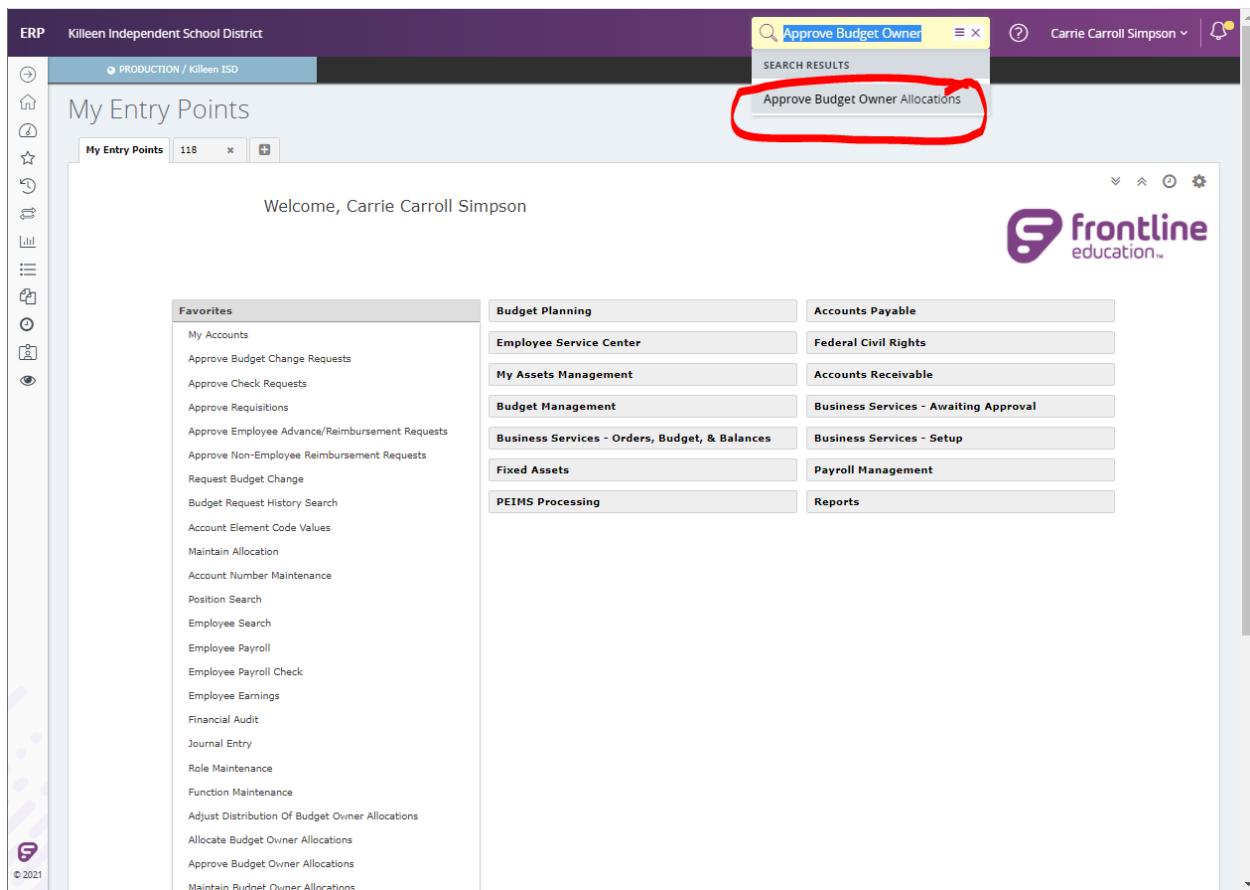 ERP
Killeen Independent School District
Approve Budget Owner
Carrie Carroll Simpson
PRODUCTION / Killeen ISD
SEARCH RESULTS
Approve Budget Owner Allocations
My Entry Points
My Entry Points
118
Welcome, Carrie Carroll Simpson
frontline
education™
Favorites
My Accounts
Approve Budget Change Requests
Approve Check Requests
Approve Requisitions
Approve Employee Advance/Reimbursement Requests
Approve Non-Employee Reimbursement Requests
Request Budget Change
Budget Request History Search
Account Element Code Values
Maintain Allocation
Account Number Maintenance
Position Search
Employee Search
Employee Payroll
Employee Payroll Check
Employee Earnings
Financial Audit
Journal Entry
Role Maintenance
Function Maintenance
Adjust Distribution Of Budget Owner Allocations
Allocate Budget Owner Allocations
Approve Budget Owner Allocations
Maintain Budget Owner Allocations
Budget Planning
Employee Service Center
My Assets Management
Budget Management
Business Services - Orders, Budget, & Balances
Fixed Assets
PEIMS Processing
Accounts Payable
Federal Civil Rights
Accounts Receivable
Business Services - Awaiting Approval
Business Services - Setup
Payroll Management
Reports
© 2021